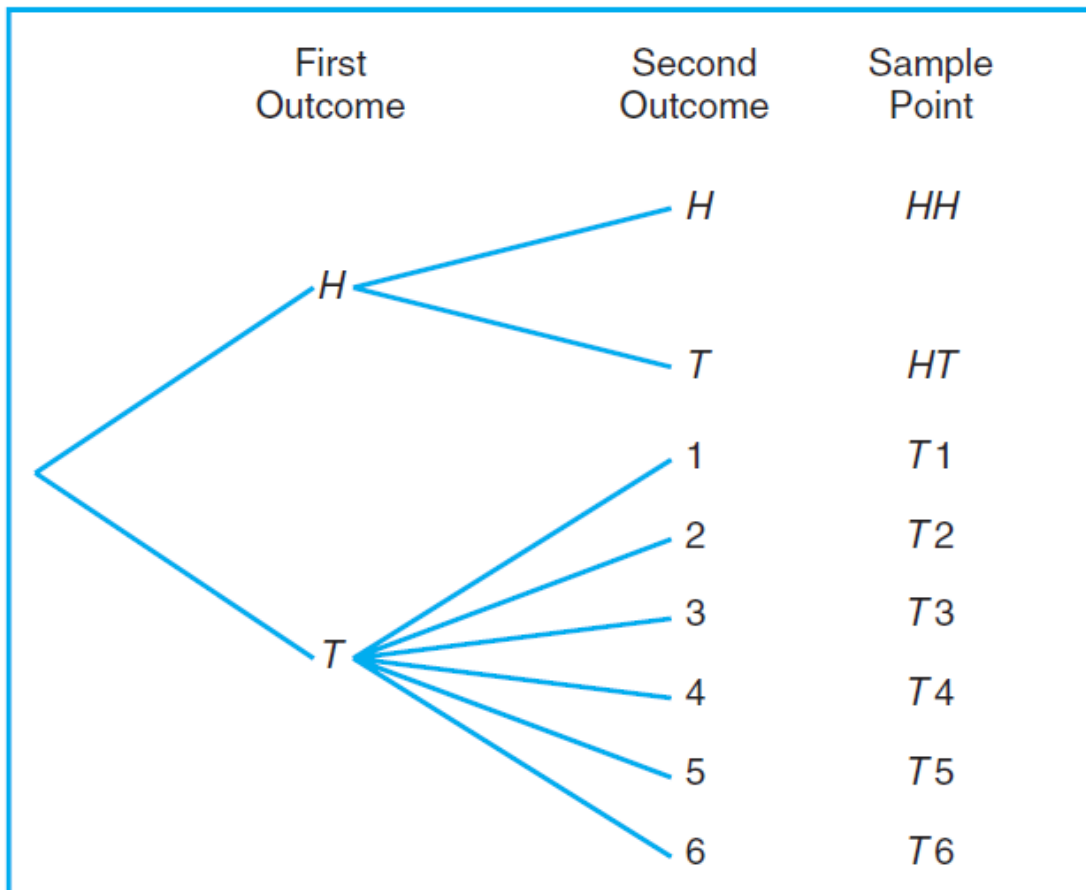 First Outcome
Second Outcome
Sample Point
H HH
H
T HT
1 T1
2 T2
3 T3
T
4 T4
5 T5
6 T6